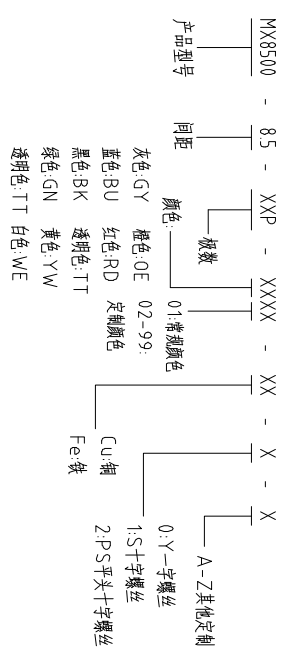 MX8500 - 8.5 - XXP - XXXX - XX - X - X
产品型号
间距
极数
颜色:
灰色:GY 橙色:OE
蓝色:BU 红色:RD
黑色:BK 透明色:TT
绿色:GN 黄色:YW
透明色:TT 白色:WE
01:常规颜色
02-99:
定制颜色
Cu:铜
Fe:铁
0:Y一字螺丝
1:S十字螺丝
2:PS平头十字螺丝
A-Z其他定制